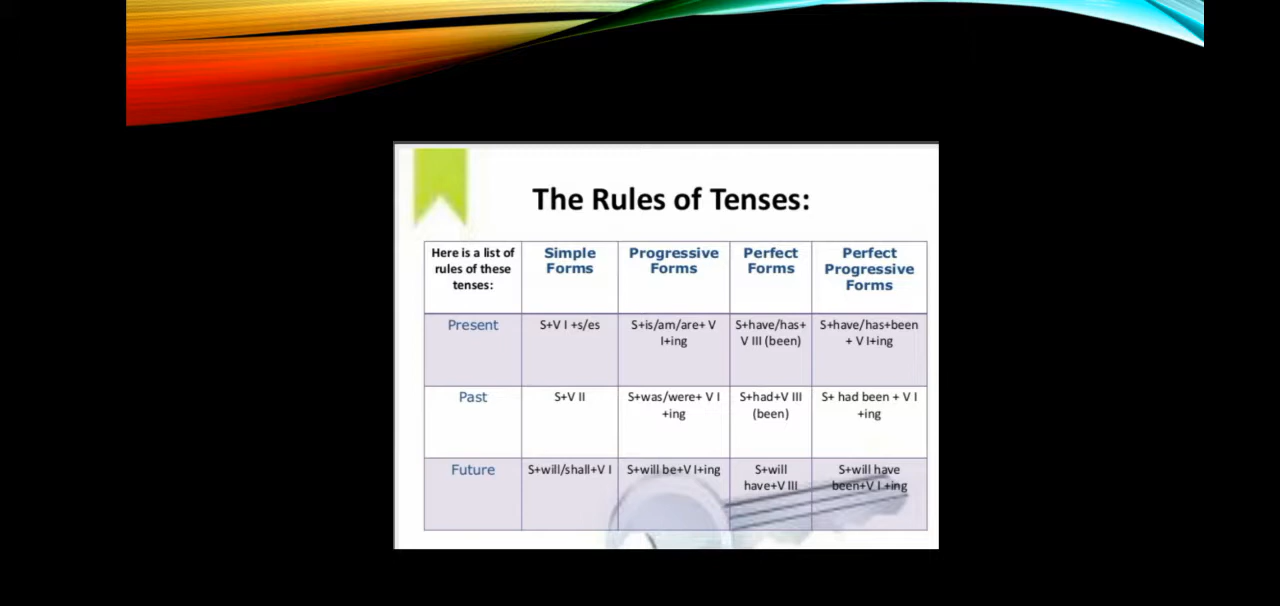 The Rules of Tenses:
Here is a list of
rules of these
tenses:
Simple
Forms
Progressive
Forms
Perfect
Forms
Perfect
Progressive
Forms
Present
S+V I +s/es
S+is/am/are+ V
I+ing
S+have/has+
V III (been)
S+have/has+been
+ V I+ing
Past
S+V II
S+was/were+ V I
+ing
S+had+V III
(been)
S+ had been + V I
+ing
Future
S+will/shall+V I
S+will be+V I+ing
S+will
have+V III
S+will have
been+V I +ing